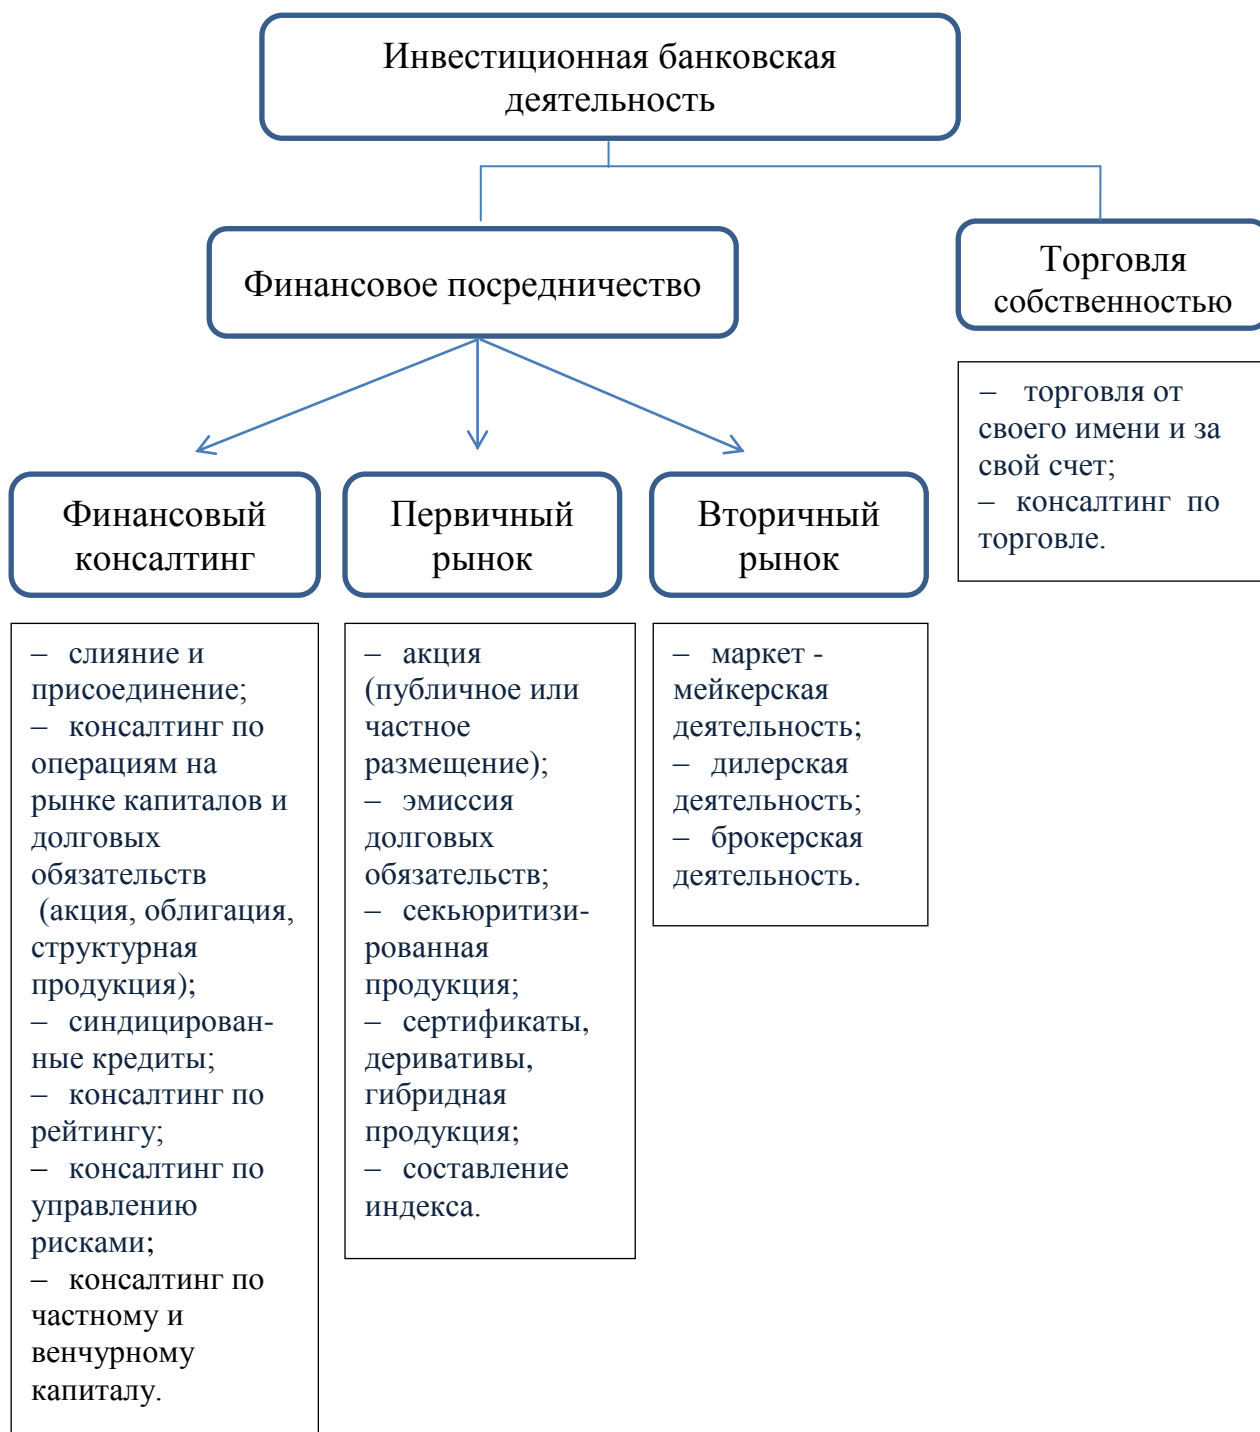 Инвестиционная банковская
деятельность
Финансовое посредничество
Торговля
собственностью
– торговля от
своего имени и за
свой счет;
– консалтинг по
торговле.
Финансовый
консалтинг
Первичный
рынок
Вторичный
рынок
– слияние и
присоединение;
– консалтинг по
операциям на
рынке капиталов и
долговых
обязательств
(акция, облигация,
структурная
продукция);
– синдицирован-
ные кредиты;
– консалтинг по
рейтингу;
– консалтинг по
управлению
рисками;
– консалтинг по
частному и
венчурному
капиталу.
– акция
(публичное или
частное
размещение);
– эмиссия
долговых
обязательств;
– секьюритизи-
рованная
продукция;
– сертификаты,
деривативы,
гибридная
продукция;
– составление
индекса.
– маркет -
мейкерская
деятельность;
– дилерская
деятельность;
– брокерская
деятельность.